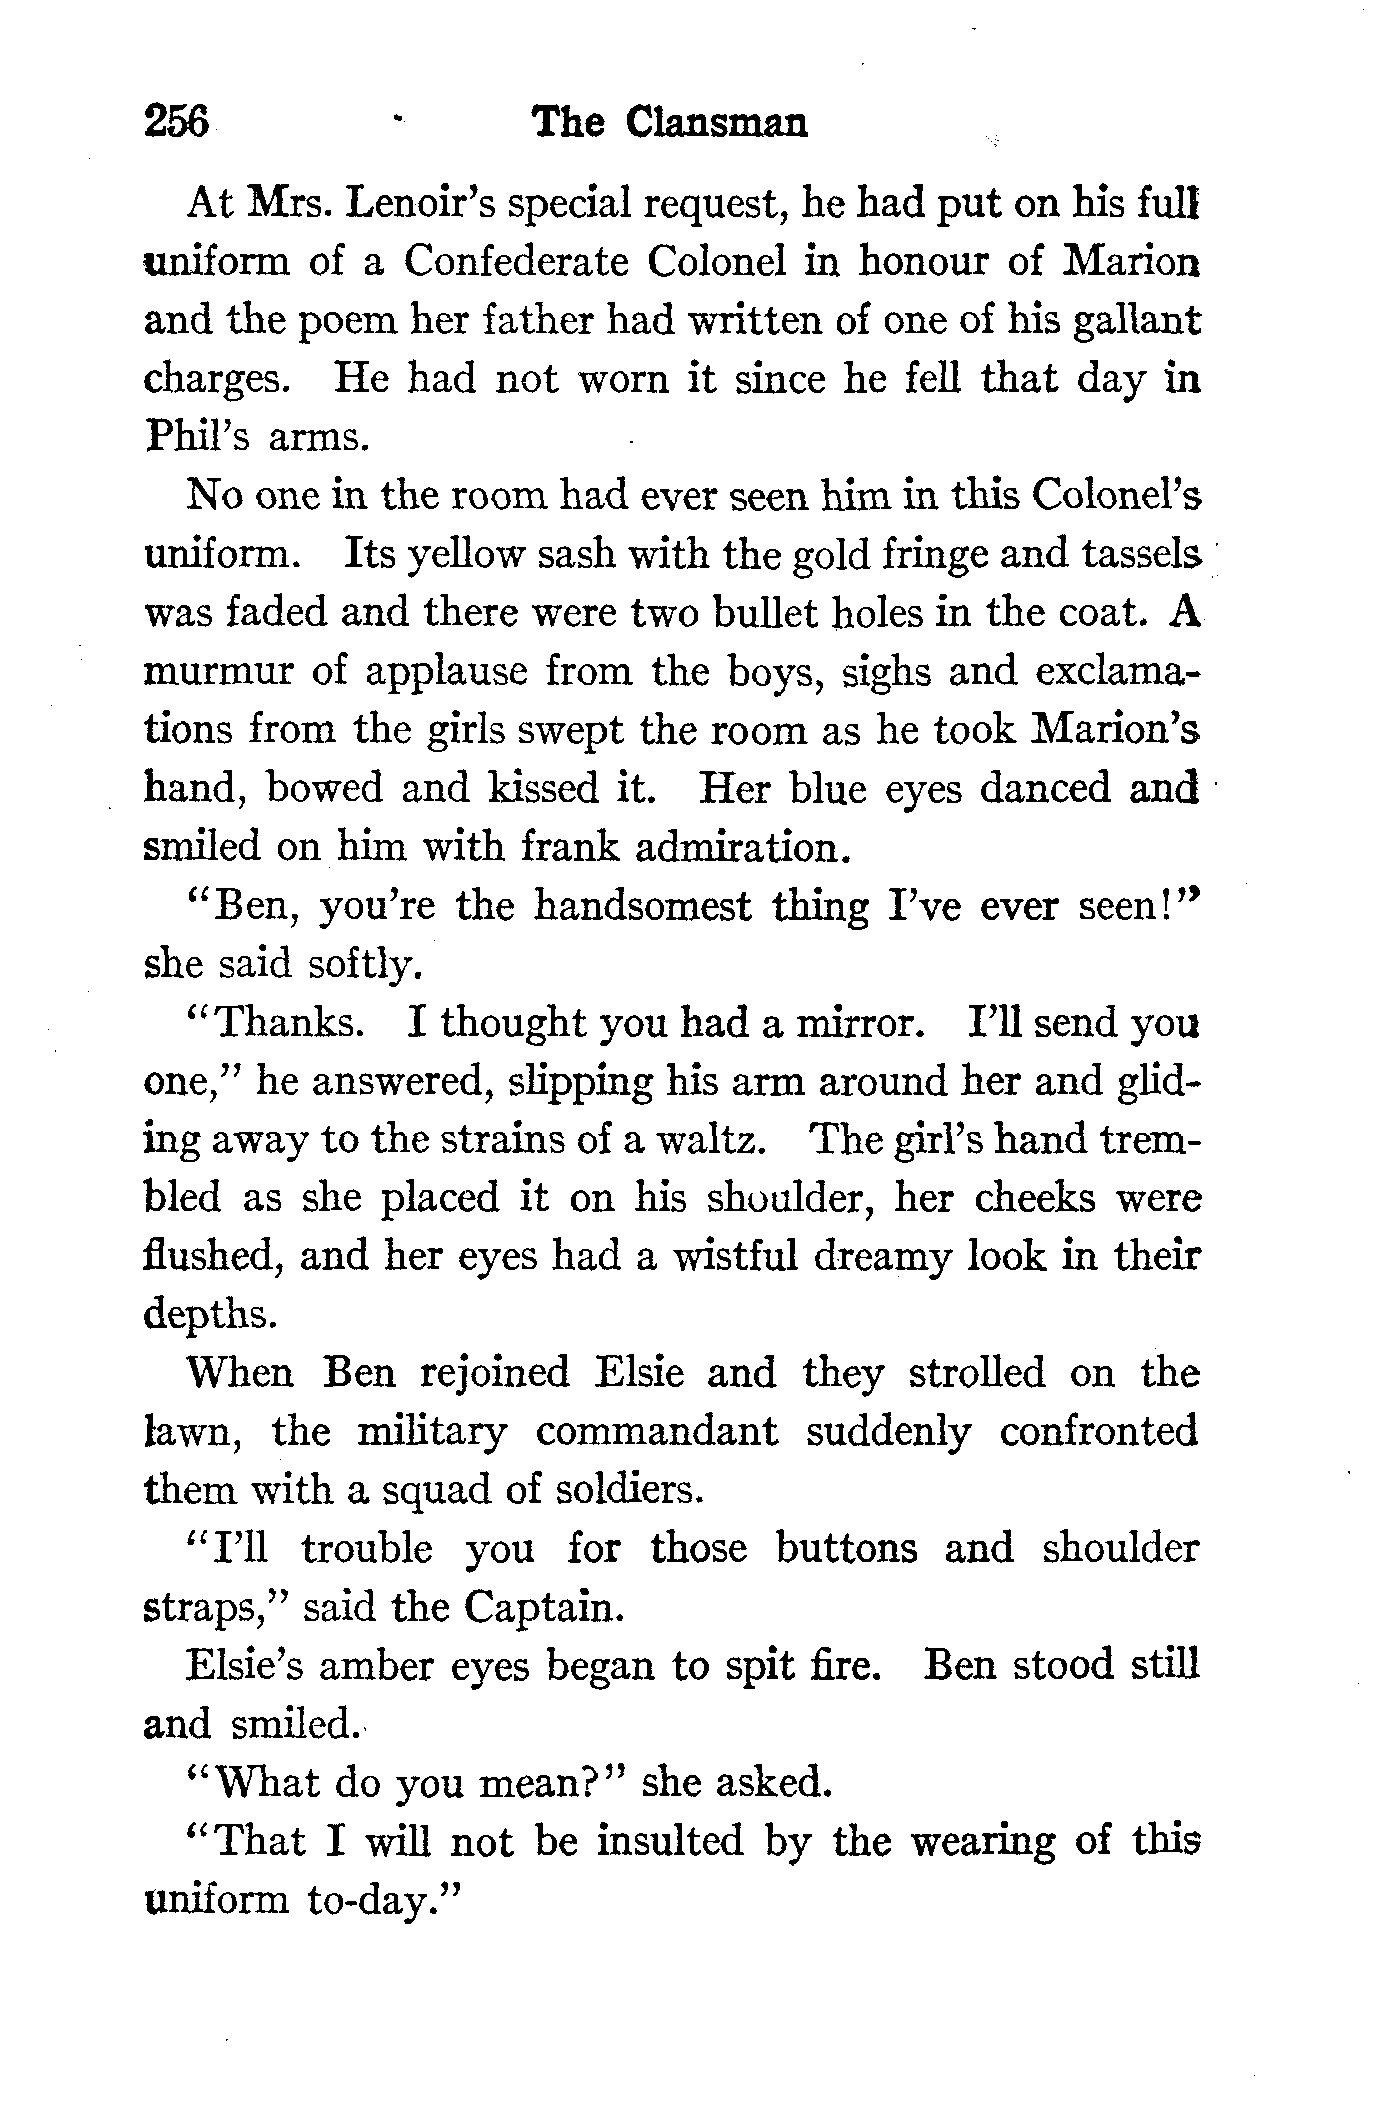 256 The Clansman
At Mrs. Lenoir's special request, he had put on his full
uniform of a Confederate Colonel in honour of Marion
and the poem her father had written of one of his gallant
charges. He had not worn it since he fell that day in
Phil's arms.
No one in the room had ever seen him in this Colonel's
uniform. Its yellow sash with the gold fringe and tassels
was faded and there were two bullet holes in the coat. A
murmur of applause from the boys, sighs and exclama-
tions from the girls swept the room as he took Marion's
hand, bowed and kissed it. Her blue eyes danced and
smiled on him with frank admiration.
"Ben, you're the handsomest thing I've ever seen!"
she said softly.
"Thanks. I thought you had a mirror. I'll send you
one," he answered, slipping his arm around her and glid-
ing away to the strains of a waltz. The girl's hand trem-
bled as she placed it on his shoulder, her cheeks were
flushed, and her eyes had a wistful dreamy look in their
depths.
When Ben rejoined Elsie and they strolled on the
lawn, the military commandant suddenly confronted
them with a squad of soldiers.
"I'll trouble you for those buttons and shoulder
straps," said the Captain.
Elsie's amber eyes began to spit fire. Ben stood still
and smiled.
"What do you mean?" she asked.
"That I will not be insulted by the wearing of this
uniform to-day."